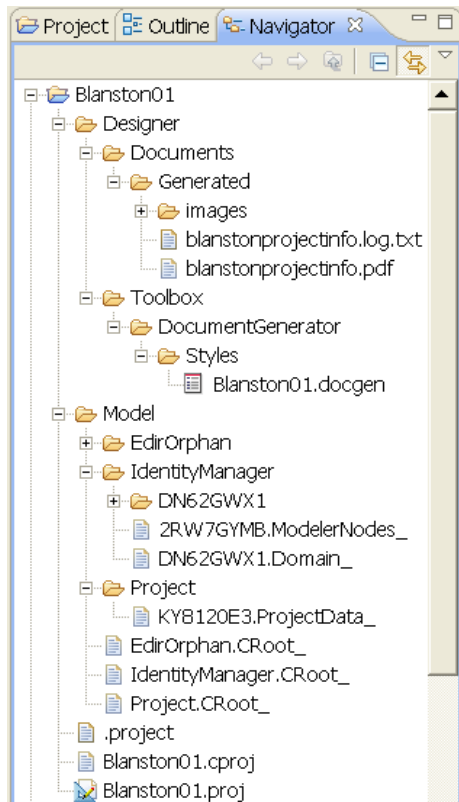 Project Outline Navigator
Blanston01
Designer
Documents
Generated
images
blanstonprojectinfo.log.txt
blanstonprojectinfo.pdf
Toolbox
DocumentGenerator
Styles
Blanston01.docgen
Model
EdirOrphan
IdentityManager
DN62GWX1
2RW7GYMB.ModelerNodes_
DN62GWX1.Domain_
Project
KY8120E3.ProjectData_
EdirOrphan.CRoot_
IdentityManager.CRoot_
Project.CRoot_
.project
Blanston01.cproj
Blanston01.proj